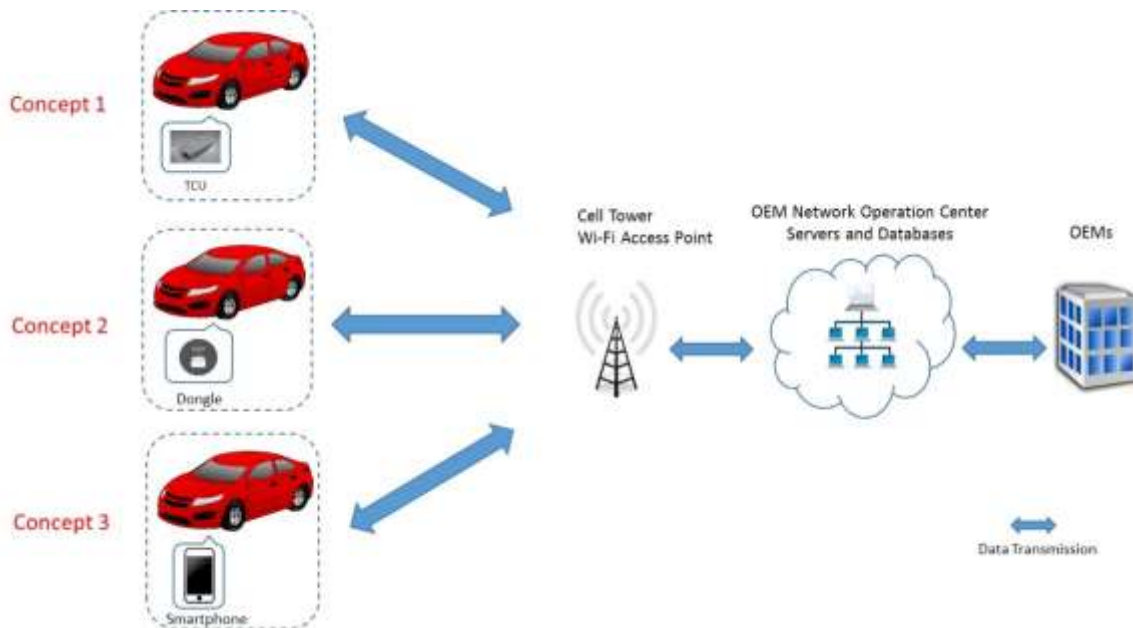 Concept 1
TCU
Concept 2
Dongle
Concept 3
Smartphone
Cell Tower
Wi-Fi Access Point
OEM Network Operation Center
Servers and Databases
OEMs
Data Transmission